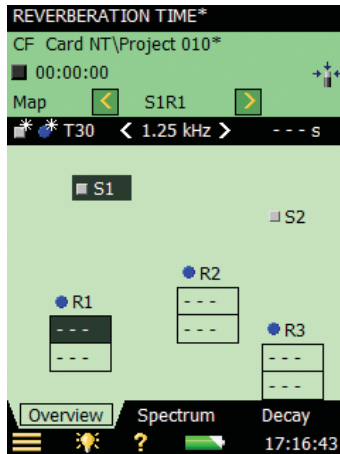 REVERBERATION TIME*
CF Card NT\Project 010*
00:00:00
Map < S1R1 >
T30 < 1.25 kHz > - - - s
S1
S2
R2
- - -
- - -
R1
- - -
- - -
R3
- - -
- - -
Overview Spectrum Decay
? 17:16:43